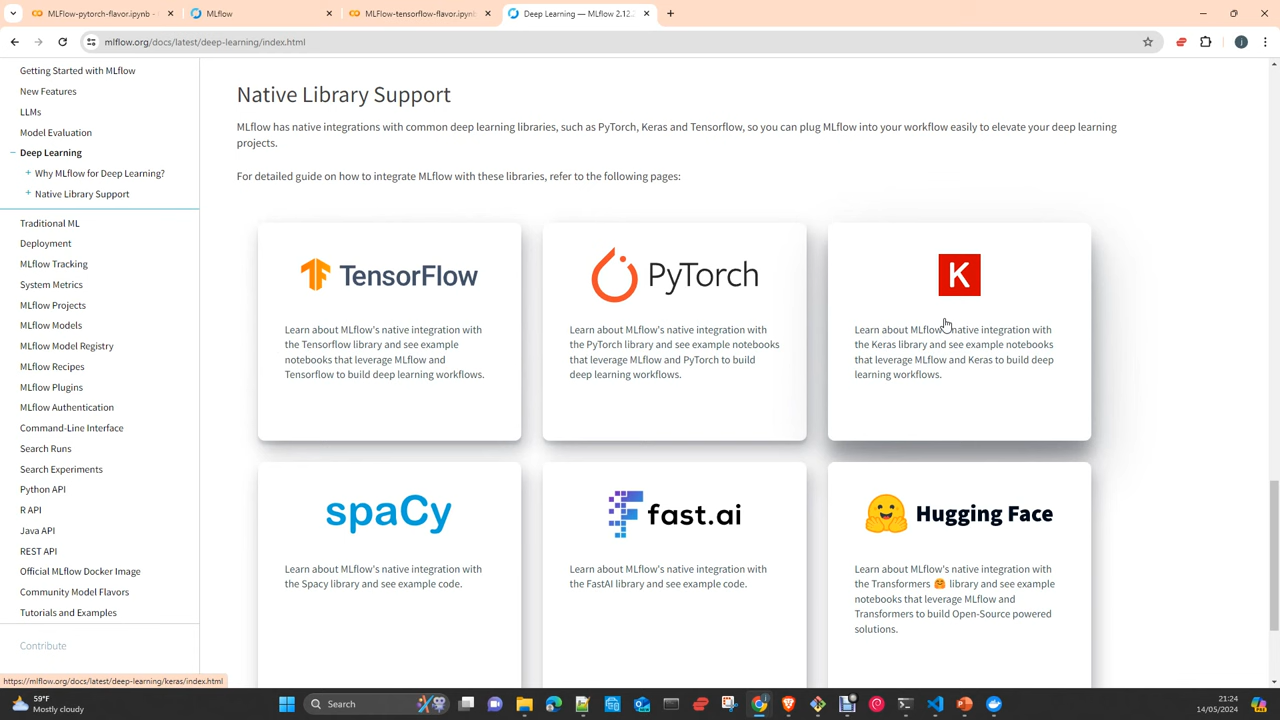 MLFlow-pytorch-flavor.ipynb -
MLflow
MLFlow-tensorflow-flavor.ipynb
Deep Learning — MLflow 2.12.
mlflow.org/docs/latest/deep-learning/index.html
Getting Started with MLflow
New Features
LLMs
Model Evaluation
Deep Learning
Why MLflow for Deep Learning?
Native Library Support
Traditional ML
Deployment
MLflow Tracking
System Metrics
MLflow Projects
MLflow Models
MLflow Model Registry
MLflow Recipes
MLflow Plugins
MLflow Authentication
Command-Line Interface
Search Runs
Search Experiments
Python API
R API
Java API
REST API
Official MLflow Docker Image
Community Model Flavors
Tutorials and Examples
Contribute
Native Library Support
MLflow has native integrations with common deep learning libraries, such as PyTorch, Keras and Tensorflow, so you can plug MLflow into your workflow easily to elevate your deep learning
projects.
For detailed guide on how to integrate MLflow with these libraries, refer to the following pages:
TensorFlow
Learn about MLflow's native integration with
the Tensorflow library and see example
notebooks that leverage MLflow and
Tensorflow to build deep learning workflows.
PyTorch
Learn about MLflow's native integration with
the PyTorch library and see example notebooks
that leverage MLflow and PyTorch to build
deep learning workflows.
K
Learn about MLflow's native integration with
the Keras library and see example notebooks
that leverage MLflow and Keras to build deep
learning workflows.
spaCy
Learn about MLflow's native integration with
the Spacy library and see example code.
fast.ai
Learn about MLflow's native integration with
the FastAI library and see example code.
Hugging Face
Learn about MLflow's native integration with
the Transformers 🤗 library and see example
notebooks that leverage MLflow and
Transformers to build Open-Source powered
solutions.
https://mlflow.org/docs/latest/deep-learning/keras/index.html
59°F
Mostly cloudy
Search
21:24
14/05/2024